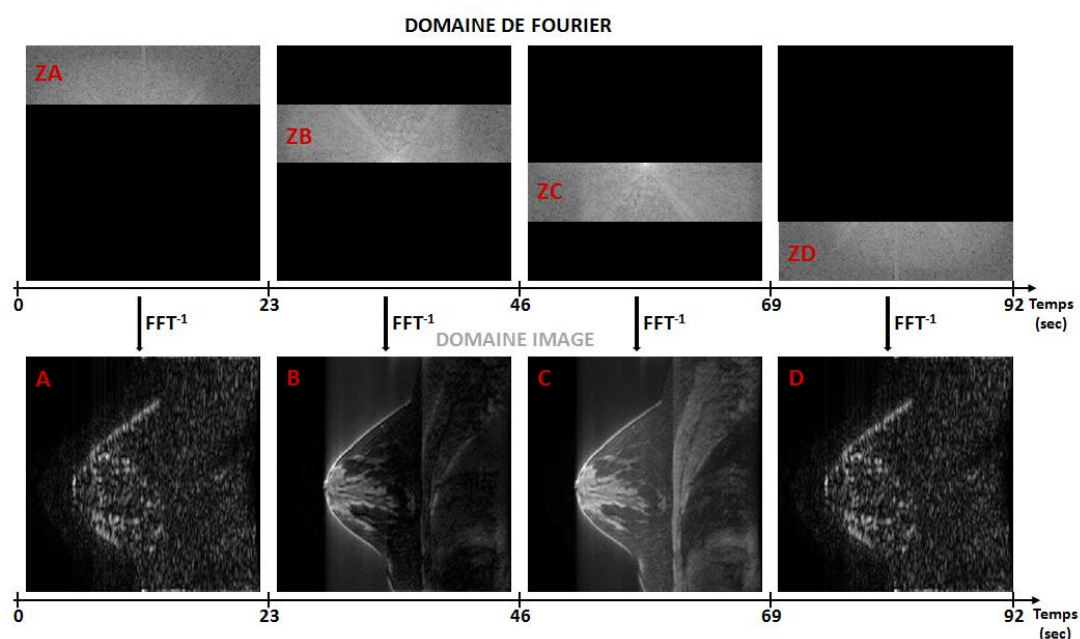 DOMAINE DE FOURIER
ZA
ZB
ZC
ZD
0 23 46 69 92 Temps
(sec)
FFT-1 FFT-1 FFT-1 FFT-1
DOMAINE IMAGE
A B C D
0 23 46 69 92 Temps
(sec)